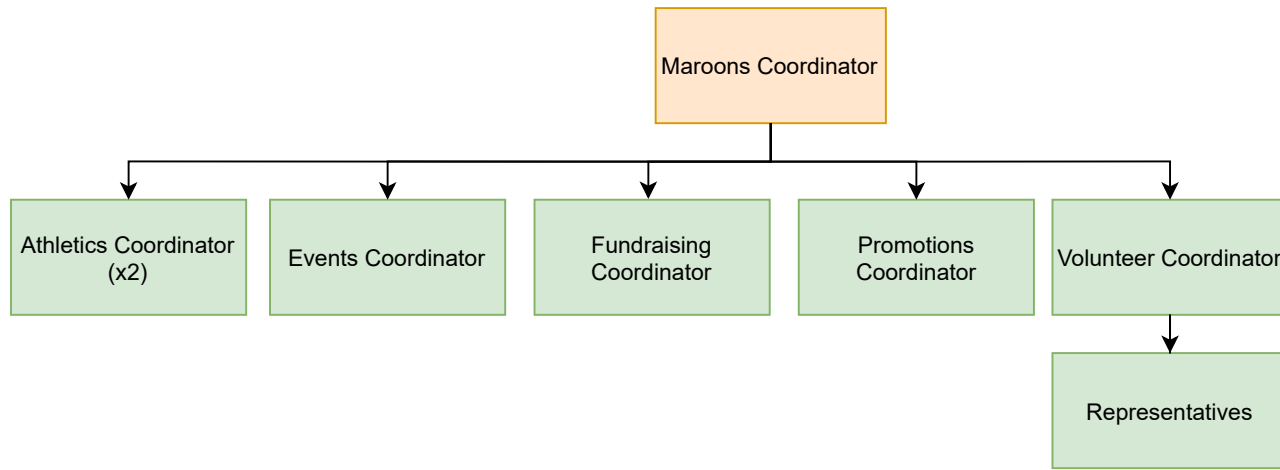 Maroons Coordinator
Athletics Coordinator
(x2)
Events Coordinator
Fundraising
Coordinator
Promotions
Coordinator
Volunteer Coordinator
Representatives